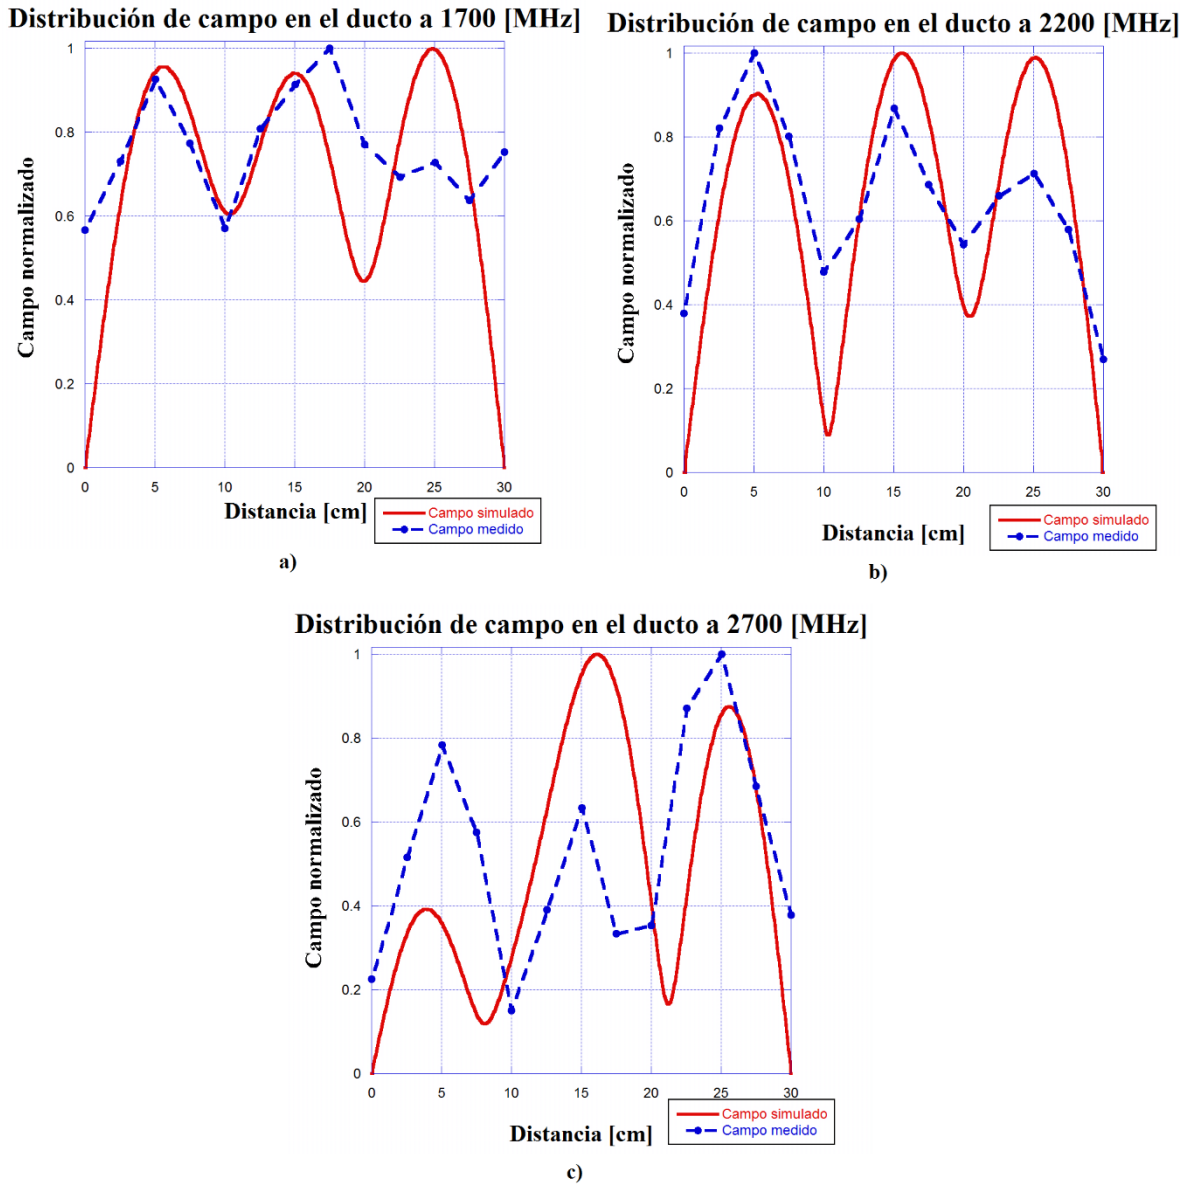 Distribución de campo en el ducto a 1700 [MHz]
Campo normalizado
1
0.8
0.6
0.4
0.2
0
0 5 10 15 20 25 30
Distancia [cm]
Campo simulado
Campo medido
a)
Distribución de campo en el ducto a 2200 [MHz]
Campo normalizado
1
0.8
0.6
0.4
0.2
0
0 5 10 15 20 25 30
Distancia [cm]
Campo simulado
Campo medido
b)
Distribución de campo en el ducto a 2700 [MHz]
Campo normalizado
1
0.8
0.6
0.4
0.2
0
0 5 10 15 20 25 30
Distancia [cm]
Campo simulado
Campo medido
c)